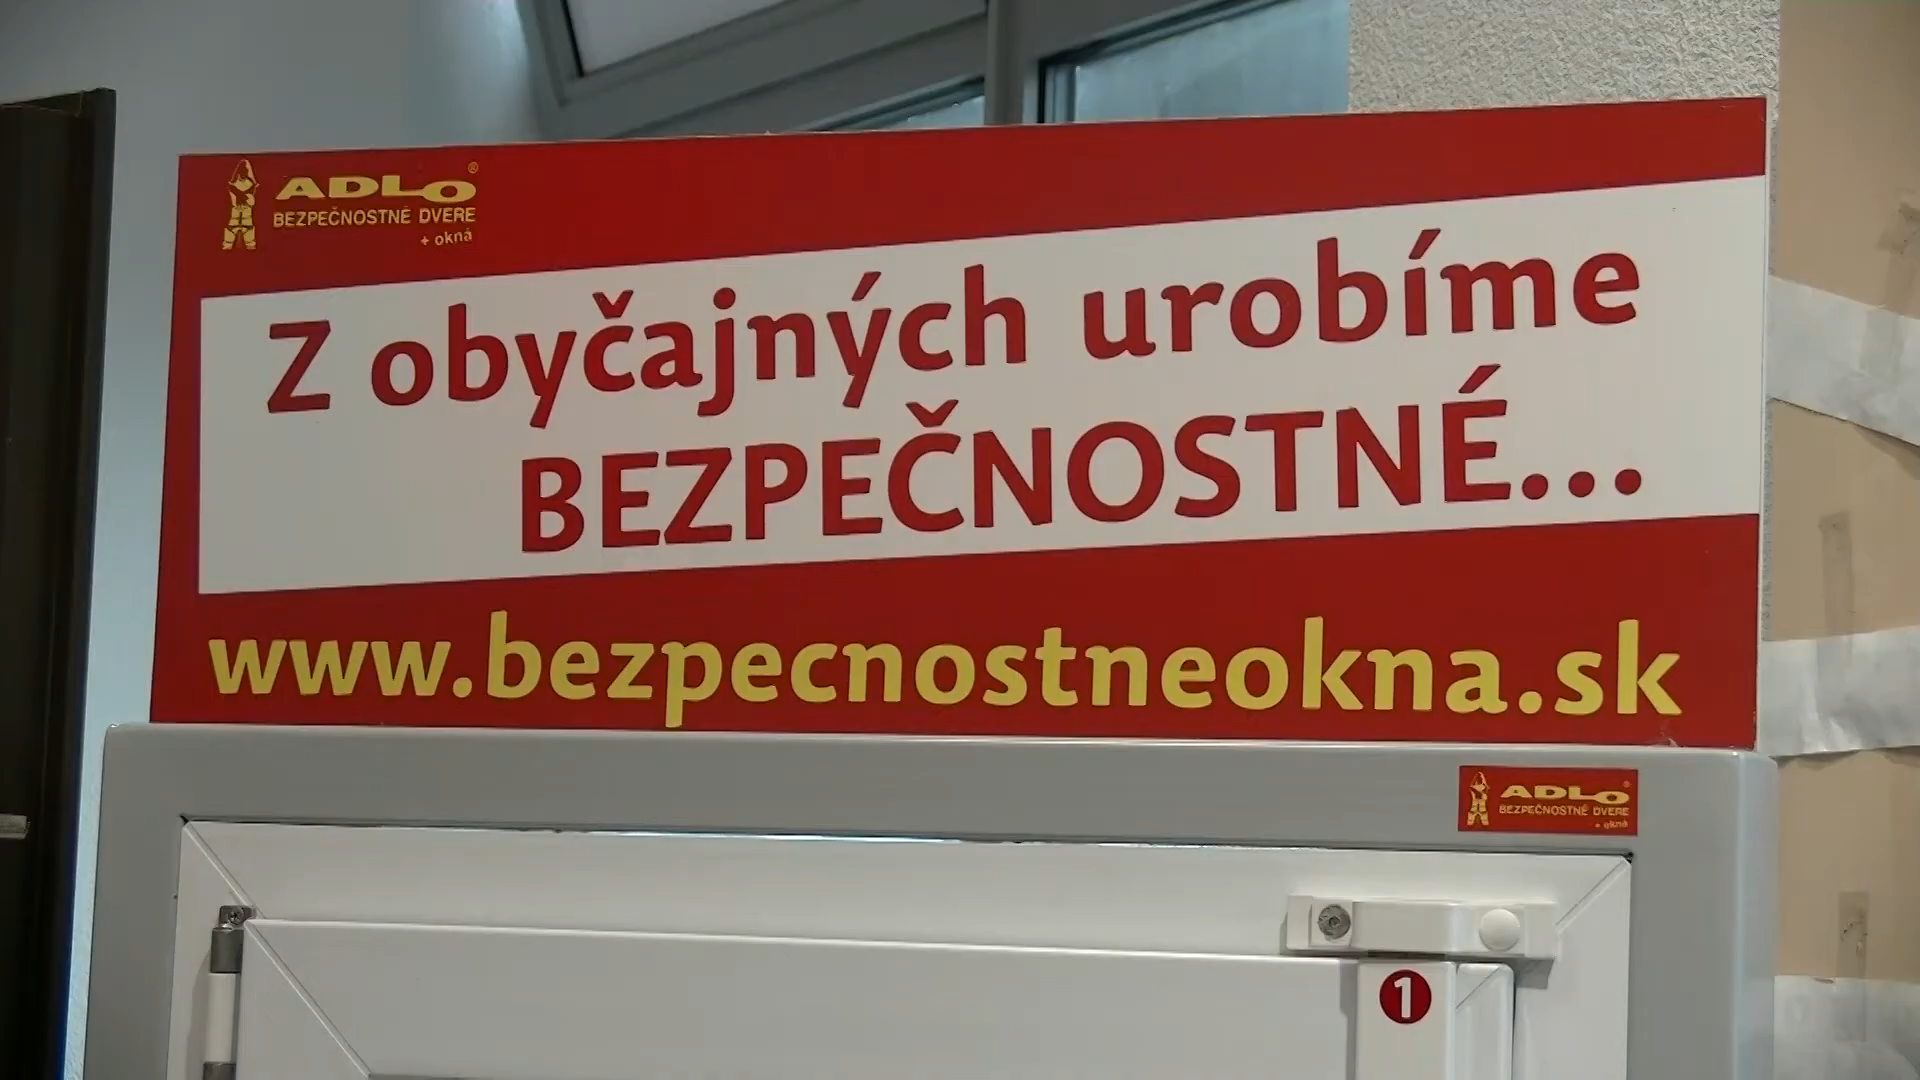 ADLO®
BEZPEČNOSTNÉ DVERE
+ okná
Z obyčajných urobíme
BEZPEČNOSTNÉ...
www.bezpecnostneokna.sk
ADLO®
BEZPEČNOSTNÉ DVERE
+ okná
1